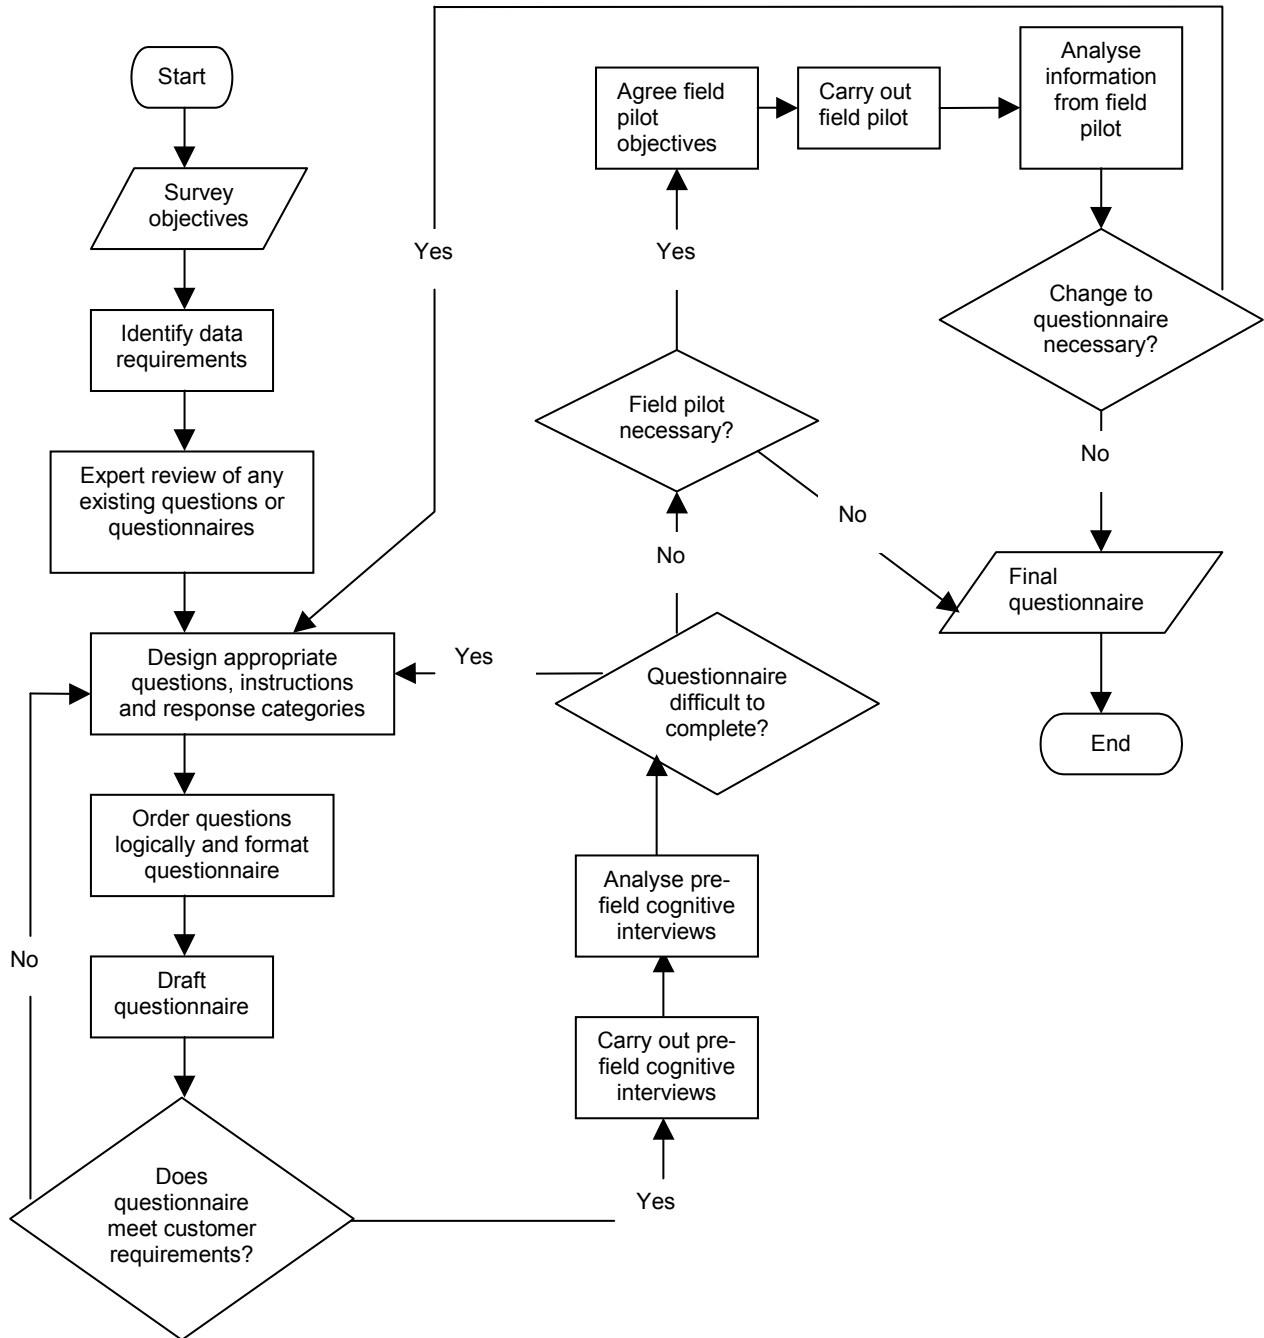 Start
Survey
objectives
Identify data
requirements
Expert review of any
existing questions or
questionnaires
Design appropriate
questions, instructions
and response categories
Order questions
logically and format
questionnaire
Draft
questionnaire
No
Does
questionnaire
meet customer
requirements?
Yes
Carry out pre-
field cognitive
interviews
Analyse pre-
field cognitive
interviews
Questionnaire
difficult to
complete?
Yes
No
Field pilot
necessary?
Yes
No
Agree field
pilot
objectives
Carry out
field pilot
Analyse
information
from field
pilot
Change to
questionnaire
necessary?
Yes
No
Final
questionnaire
End